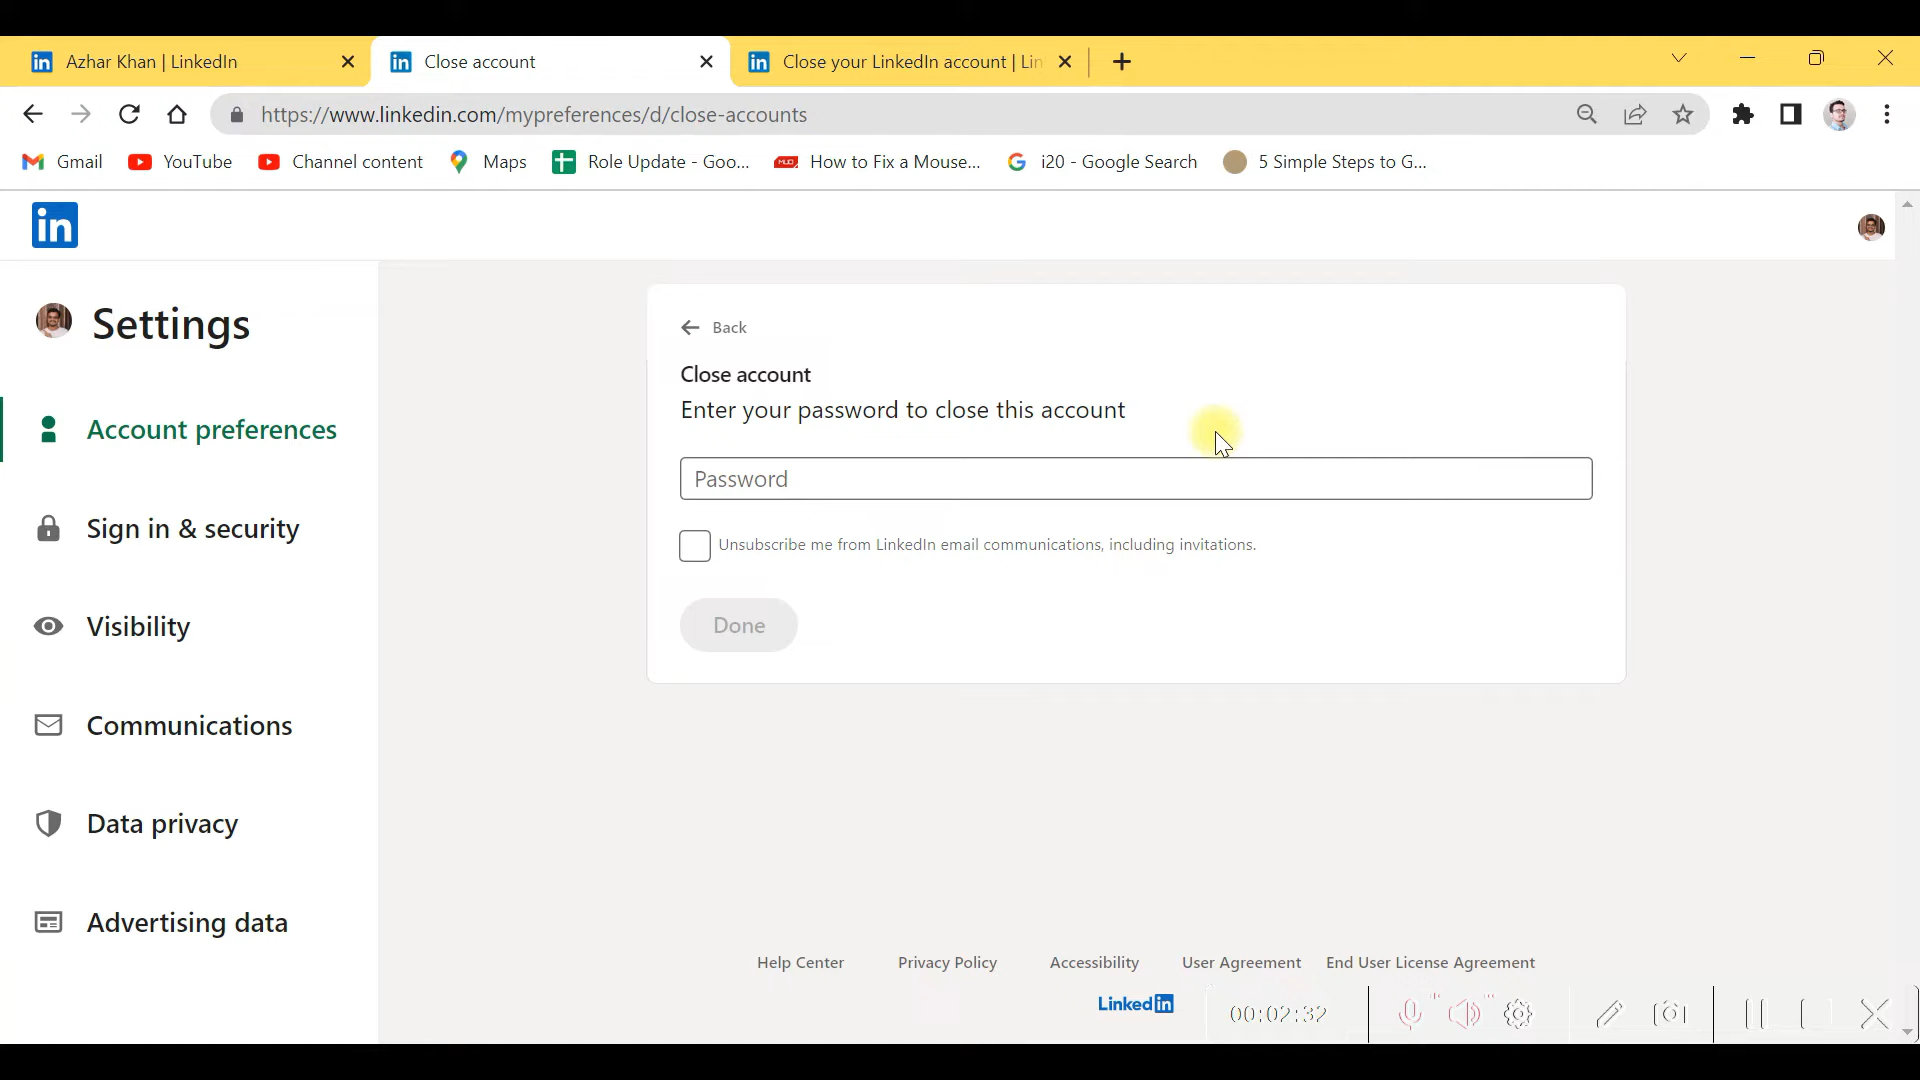 Azhar Khan | LinkedIn
Close account
Close your LinkedIn account | Lin
https://www.linkedin.com/mypreferences/d/close-accounts
Gmail
YouTube
Channel content
Maps
Role Update - Goo...
How to Fix a Mouse...
i20 - Google Search
5 Simple Steps to G...
in
Settings
Account preferences
Sign in & security
Visibility
Communications
Data privacy
Advertising data
Back
Close account
Enter your password to close this account
Password
Unsubscribe me from LinkedIn email communications, including invitations.
Done
Help Center
Privacy Policy
Accessibility
User Agreement
End User License Agreement
LinkedIn
00:02:32